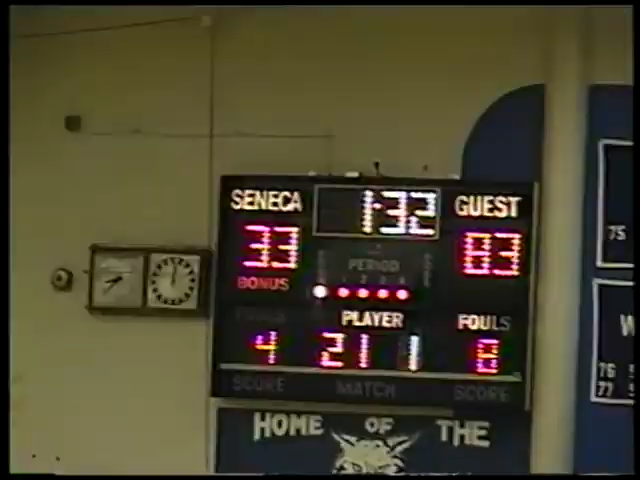 SENECA 1:32 GUEST
33 83
BONUS PERIOD
PLAYER FOULS
4 21 1 8
SCORE MATCH SCORE
HOME OF THE
75
W
76
77